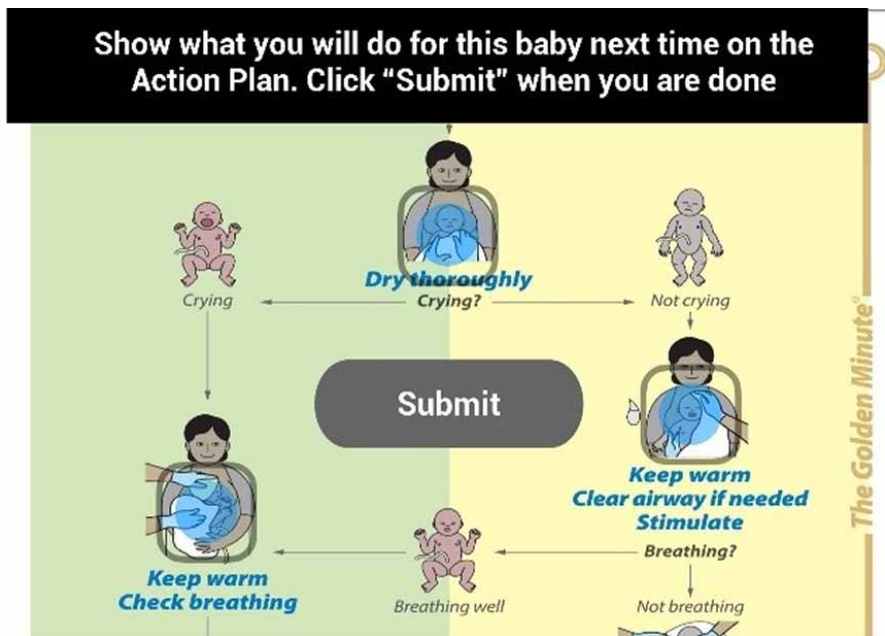 Show what you will do for this baby next time on the
Action Plan. Click “Submit” when you are done
Dry thoroughly
Crying
Crying?
Not crying
Submit
Keep warm
Clear airway if needed
Stimulate
The Golden Minute®
Breathing?
Keep warm
Check breathing
Breathing well
Not breathing